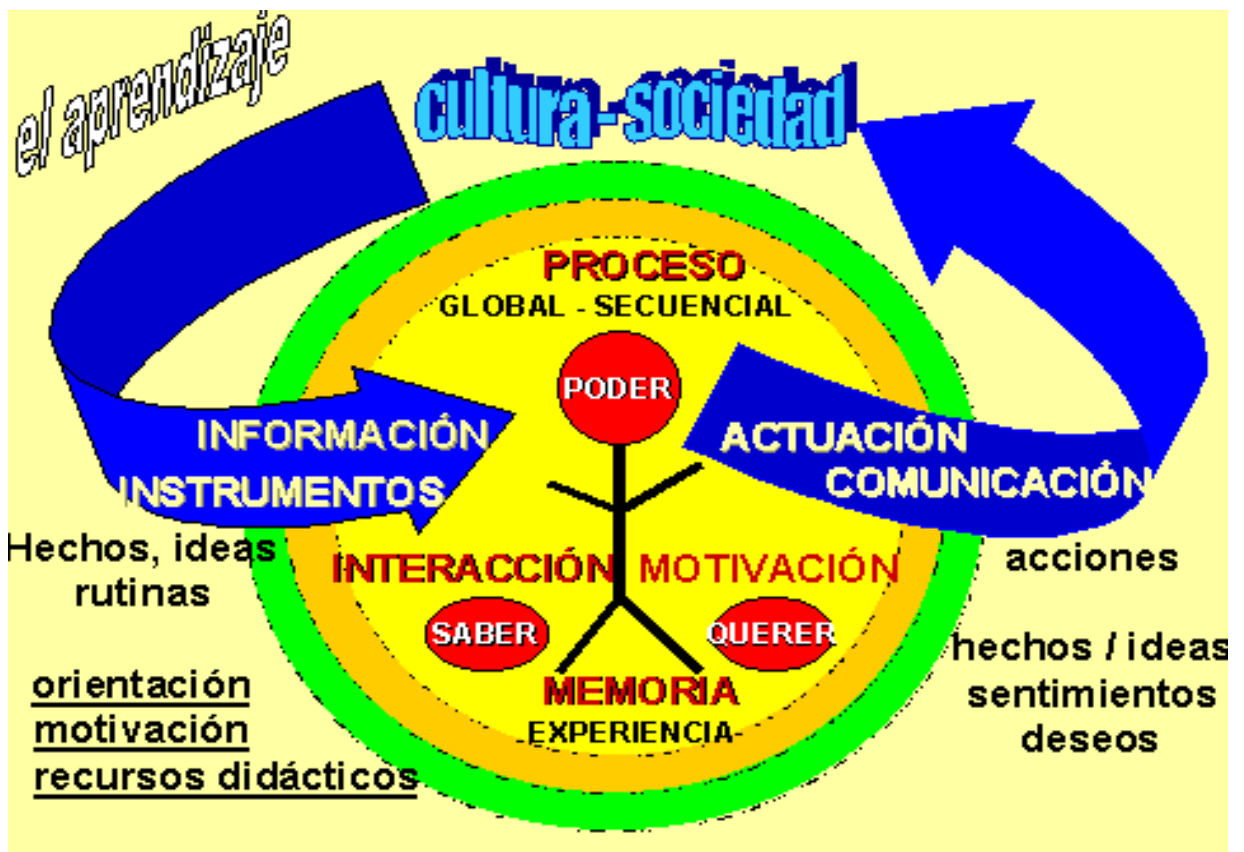 el aprendizaje
cultura - sociedad
PROCESO
GLOBAL - SECUENCIAL
PODER
INFORMACIÓN
INSTRUMENTOS
ACTUACIÓN
COMUNICACIÓN
Hechos, ideas
rutinas
INTERACCIÓN
MOTIVACIÓN
acciones
SABER
QUERER
hechos / ideas
sentimientos
deseos
MEMORIA
EXPERIENCIA
orientación
motivación
recursos didácticos